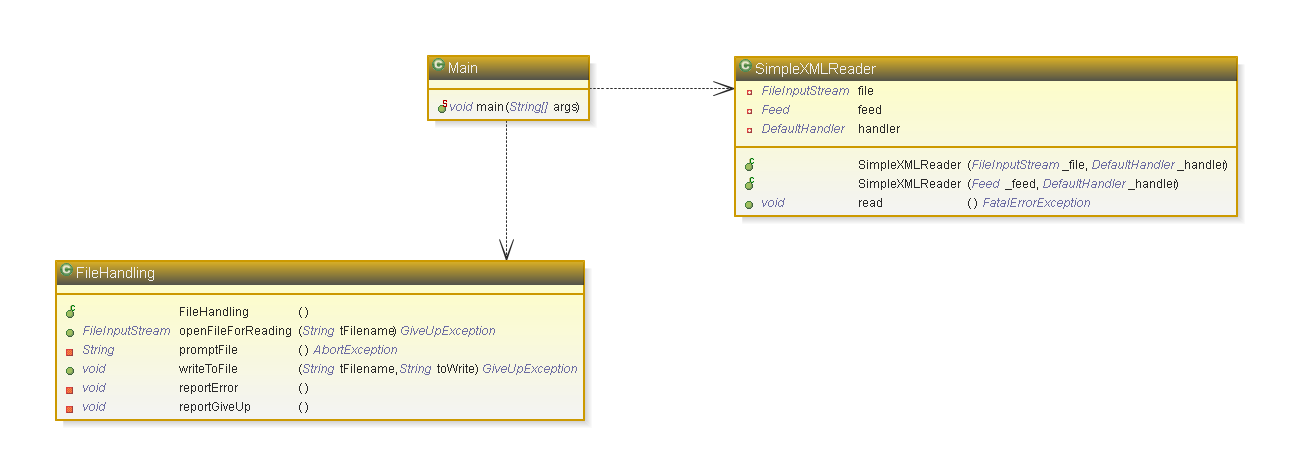 Main
void main(String[] args)
SimpleXMLReader
FileInputStream file
Feed feed
DefaultHandler handler
SimpleXMLReader (FileInputStream _file, DefaultHandler _handler)
SimpleXMLReader (Feed _feed, DefaultHandler _handler)
void read () FatalErrorException
FileHandling
FileHandling ()
FileInputStream openFileForReading (String tFilename) GiveUpException
String promptFile () AbortException
void writeToFile (String tFilename, String toWrite) GiveUpException
void reportError ()
void reportGiveUp ()